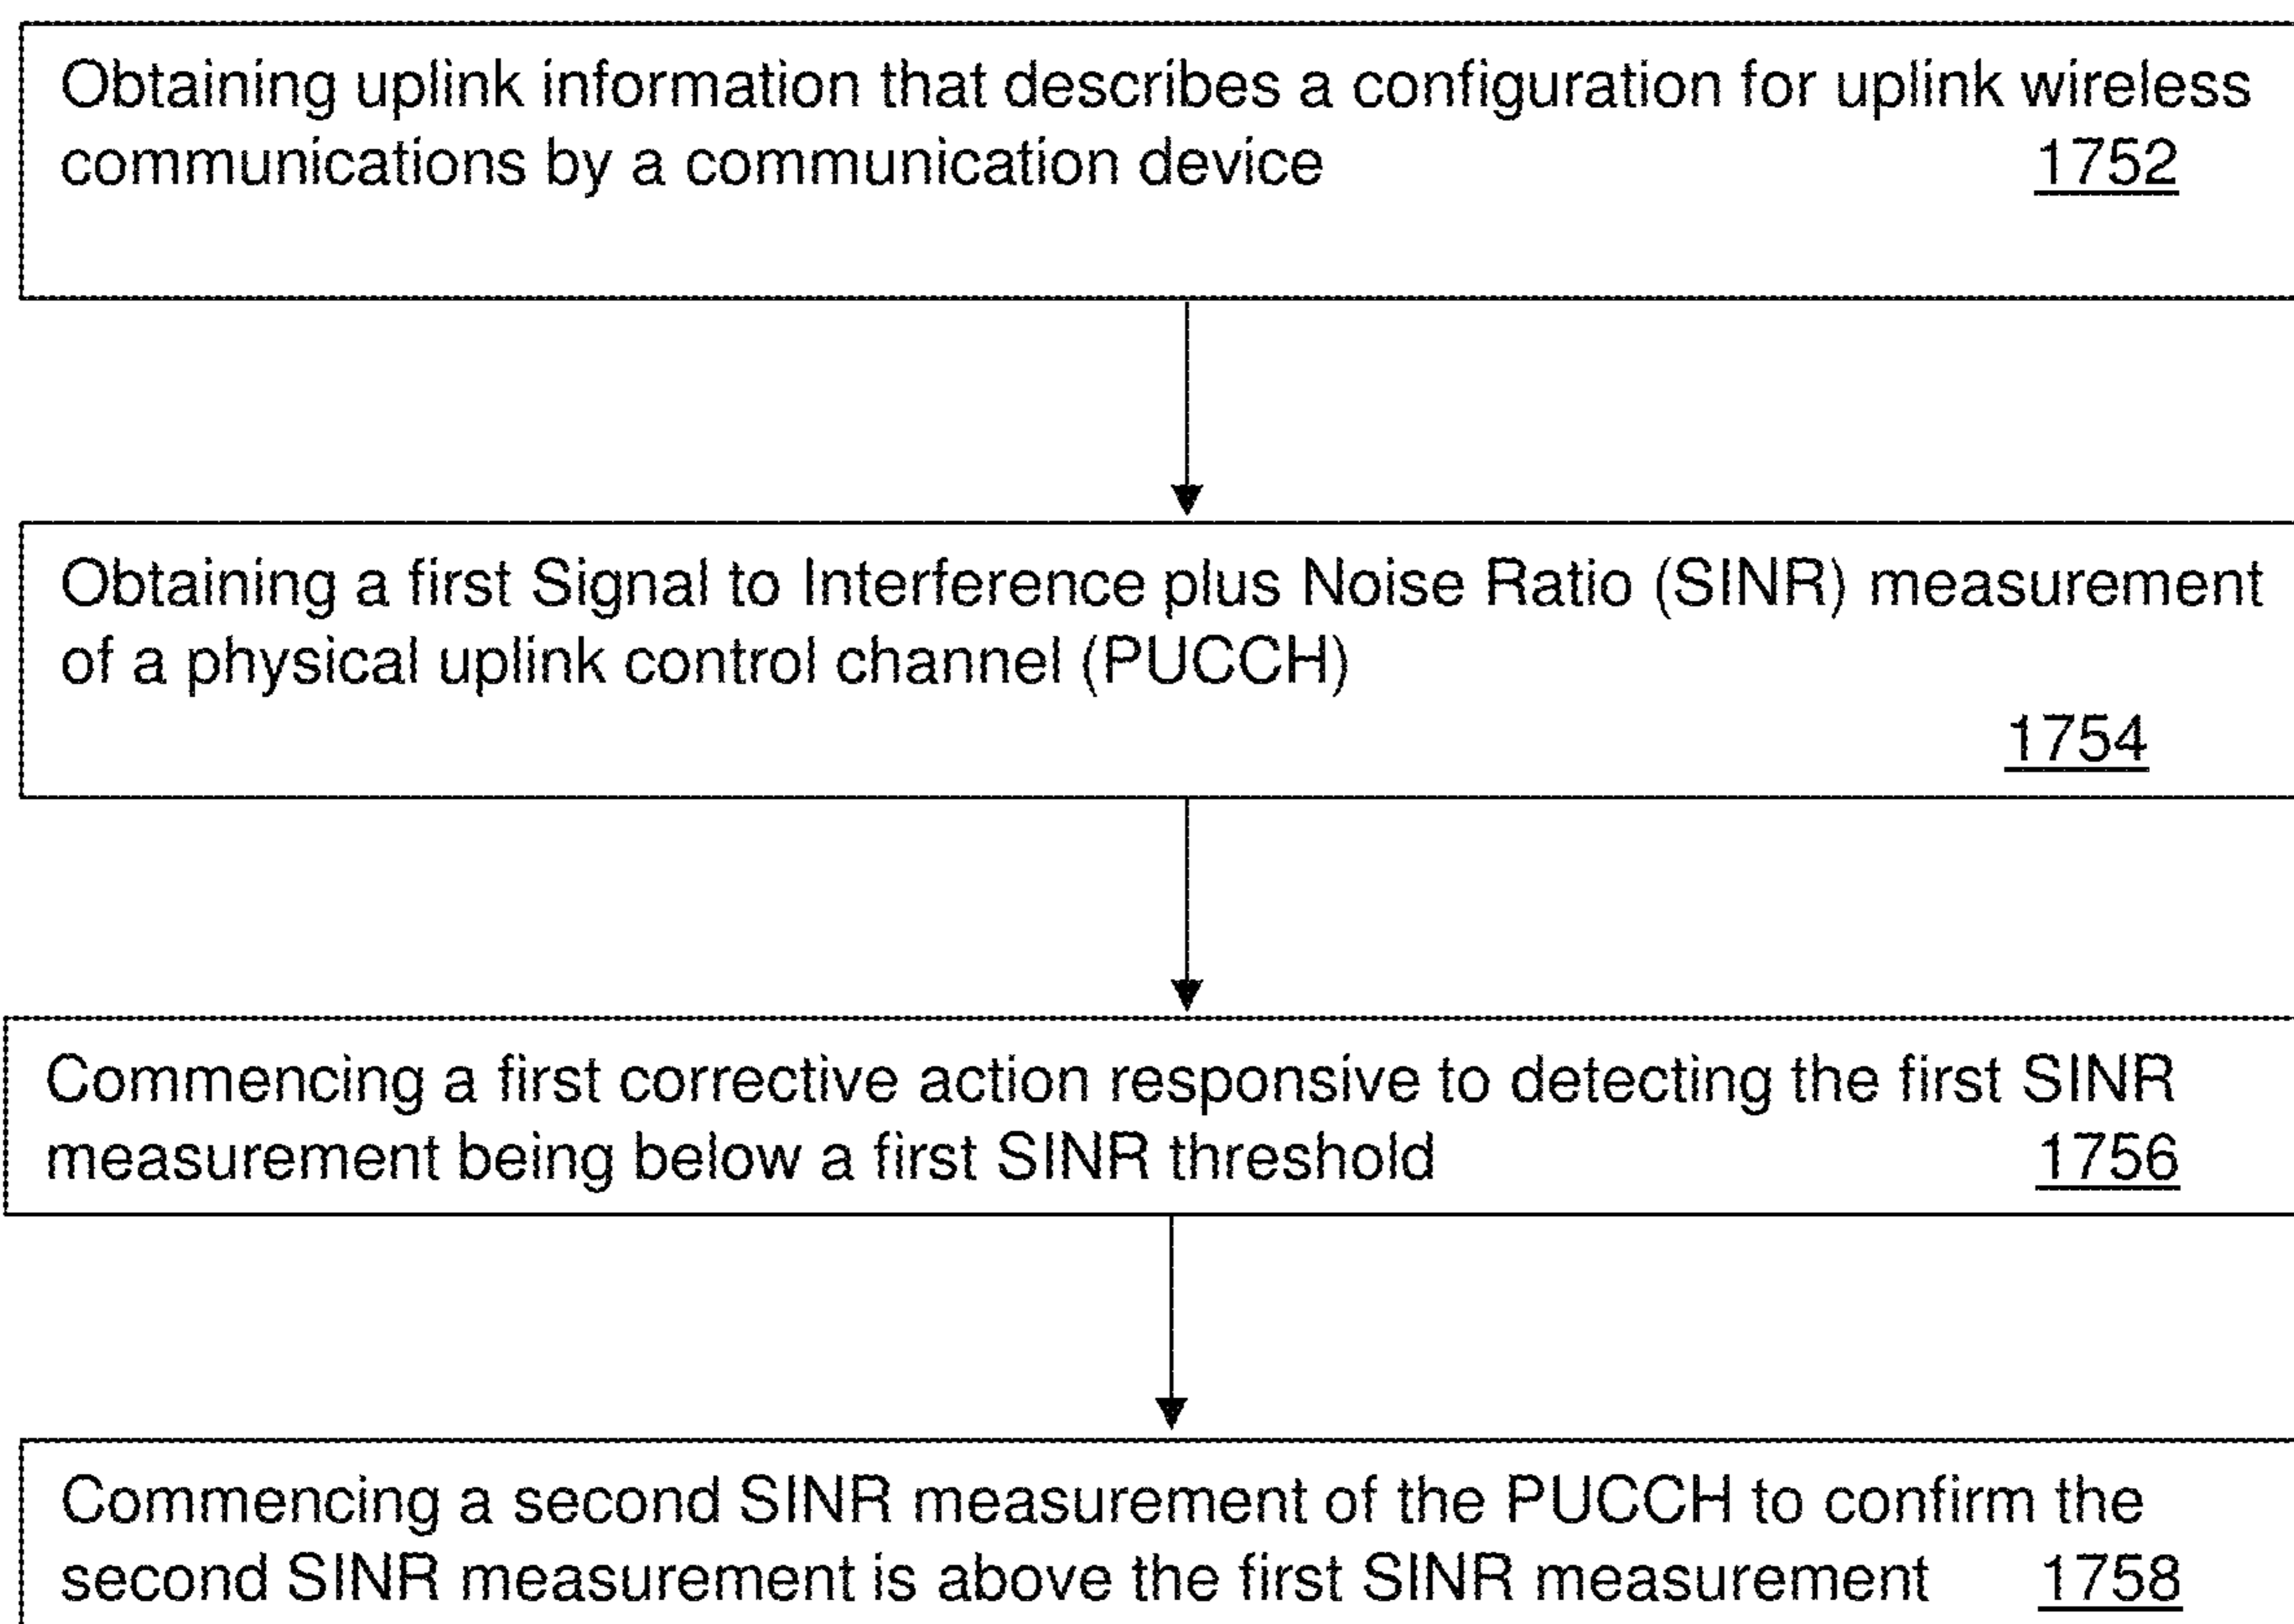 Obtaining uplink information that describes a configuration for uplink wireless
communications by a communication device 1752
Obtaining a first Signal to Interference plus Noise Ratio (SINR) measurement
of a physical uplink control channel (PUCCH)
1754
Commencing a first corrective action responsive to detecting the first SINR
measurement being below a first SINR threshold 1756
Commencing a second SINR measurement of the PUCCH to confirm the
second SINR measurement is above the first SINR measurement 1758